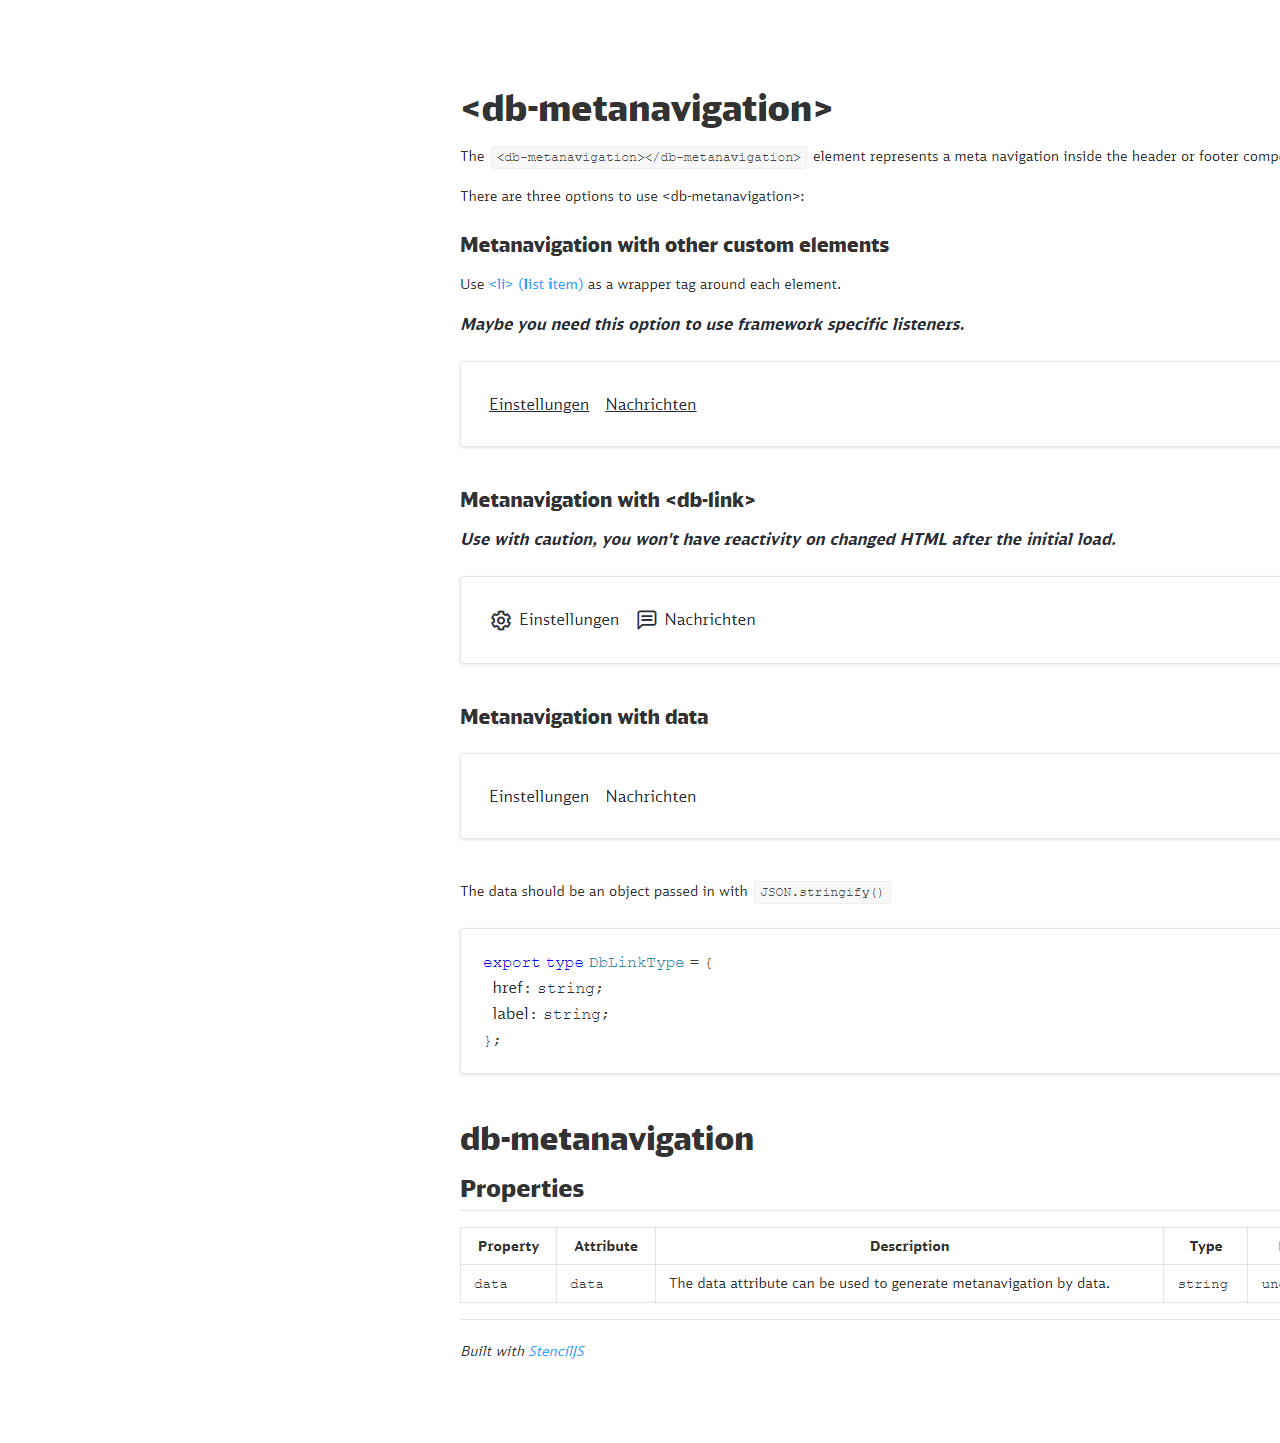 <db-metanavigation>
The <db-metanavigation></db-metanavigation> element represents a meta navigation inside the header or footer
There are three options to use <db-metanavigation>:
Metanavigation with other custom elements
Use <li> (list item) as a wrapper tag around each element.
Maybe you need this option to use framework specific listeners.
Einstellungen Nachrichten
Metanavigation with <db-link>
Use with caution, you won't have reactivity on changed HTML after the initial load.
Einstellungen Nachrichten
Metanavigation with data
Einstellungen Nachrichten
The data should be an object passed in with JSON.stringify()
export type DbLinkType = {
href: string;
label: string;
};
db-metanavigation
Properties
Property Attribute Description Type
data data The data attribute can be used to generate metanavigation by data. string
Built with StencilJS